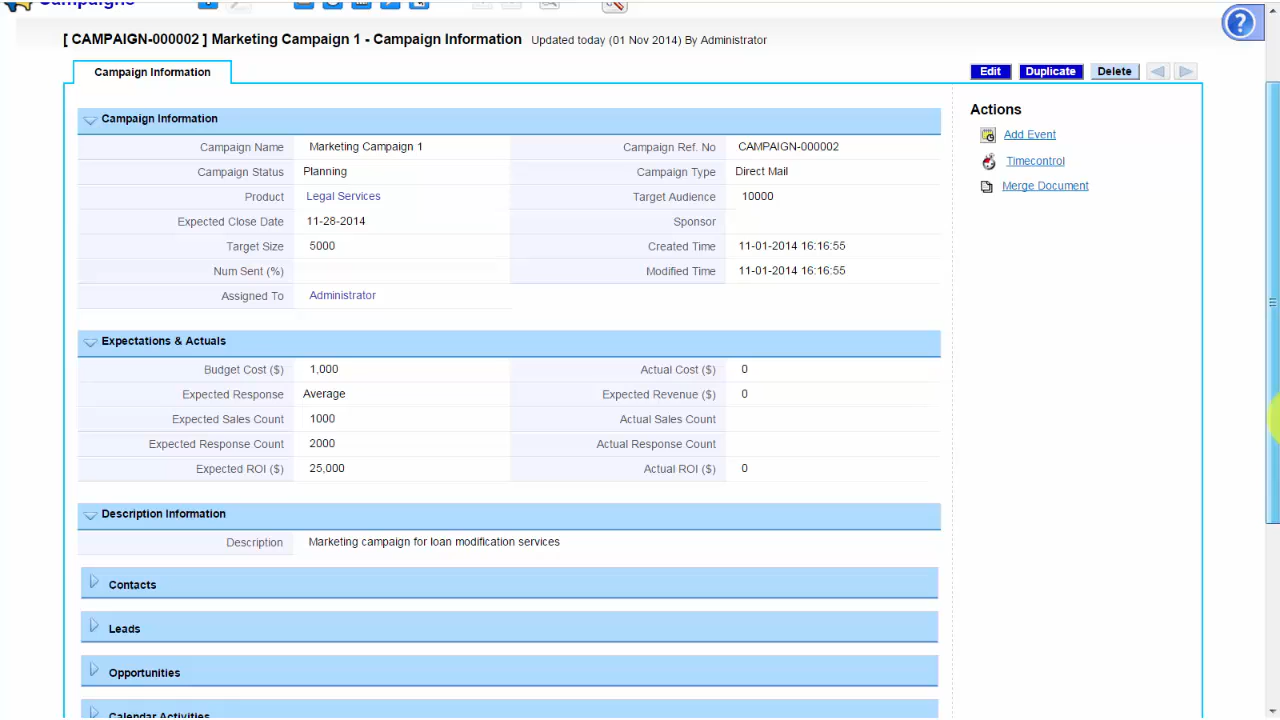 Campaigns
[ CAMPAIGN-000002 ] Marketing Campaign 1 - Campaign Information Updated today (01 Nov 2014) By Administrator
Campaign Information
Edit Duplicate Delete
Campaign Information
Campaign Name Marketing Campaign 1 Campaign Ref. No CAMPAIGN-000002
Campaign Status Planning Campaign Type Direct Mail
Product Legal Services Target Audience 10000
Expected Close Date 11-28-2014 Sponsor
Target Size 5000 Created Time 11-01-2014 16:16:55
Num Sent (%) Modified Time 11-01-2014 16:16:55
Assigned To Administrator
Expectations & Actuals
Budget Cost ($) 1,000 Actual Cost ($) 0
Expected Response Average Expected Revenue ($) 0
Expected Sales Count 1000 Actual Sales Count
Expected Response Count 2000 Actual Response Count
Expected ROI ($) 25,000 Actual ROI ($) 0
Description Information
Description Marketing campaign for loan modification services
Contacts
Leads
Opportunities
Calendar Activities
Actions
Add Event
Timecontrol
Merge Document
?